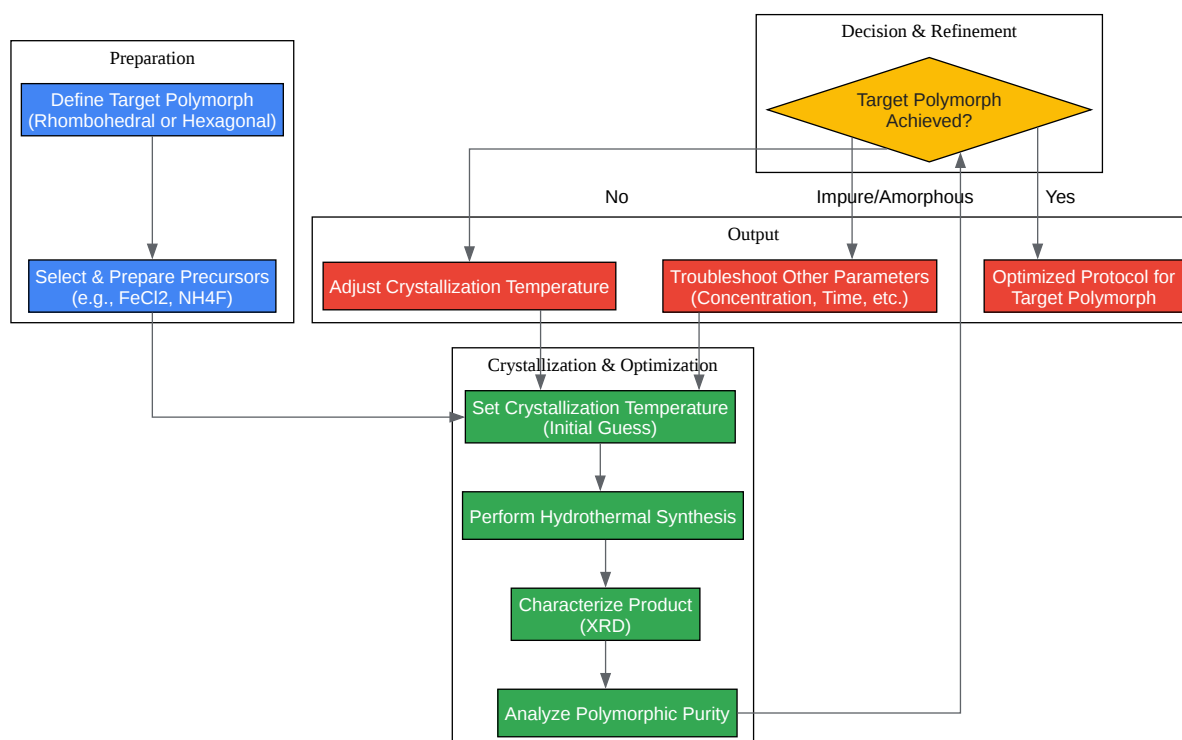 Preparation
Define Target Polymorph
(Rhombohedral or Hexagonal)
Select & Prepare Precursors
(e.g., FeCl2, NH4F)
Decision & Refinement
Target Polymorph
Achieved?
No
Impure/Amorphous
Yes
Output
Adjust Crystallization Temperature
Troubleshoot Other Parameters
(Concentration, Time, etc.)
Optimized Protocol for
Target Polymorph
Crystallization & Optimization
Set Crystallization Temperature
(Initial Guess)
Perform Hydrothermal Synthesis
Characterize Product
(XRD)
Analyze Polymorphic Purity